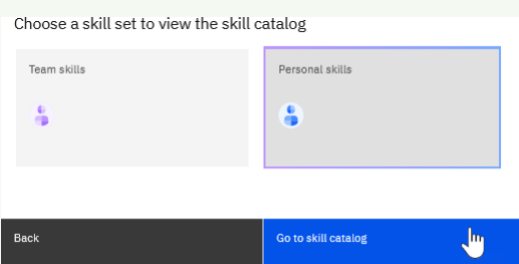 Choose a skill set to view the skill catalog
Team skills
Personal skills
Back
Go to skill catalog